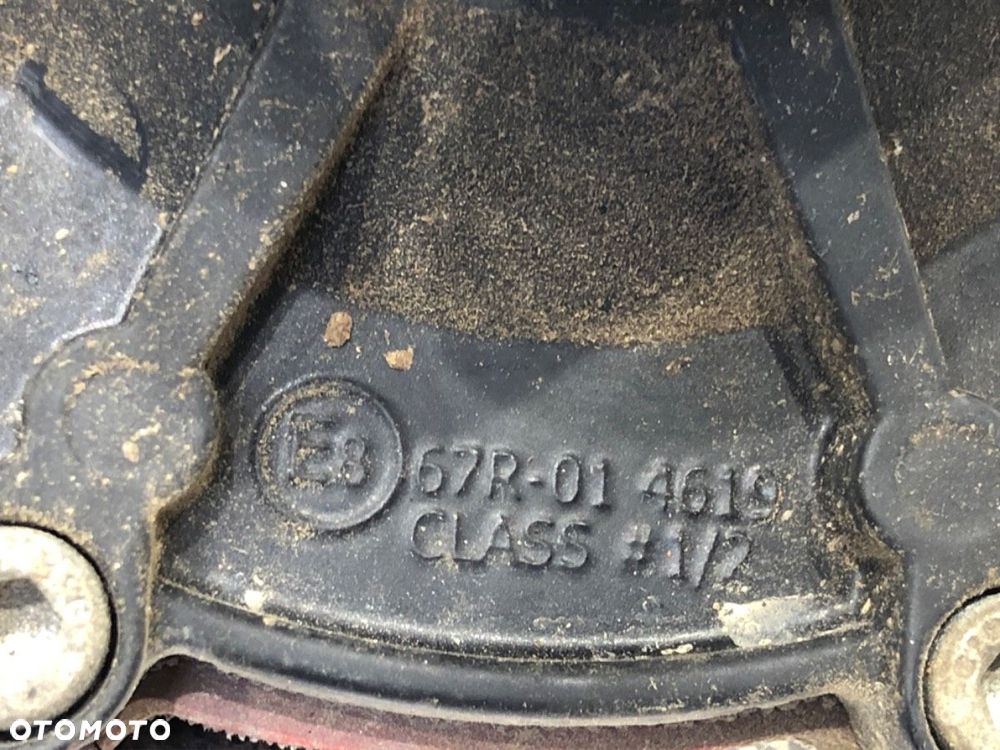 E8 67R-01 4619
CLASS #1/2
OTOMOTO